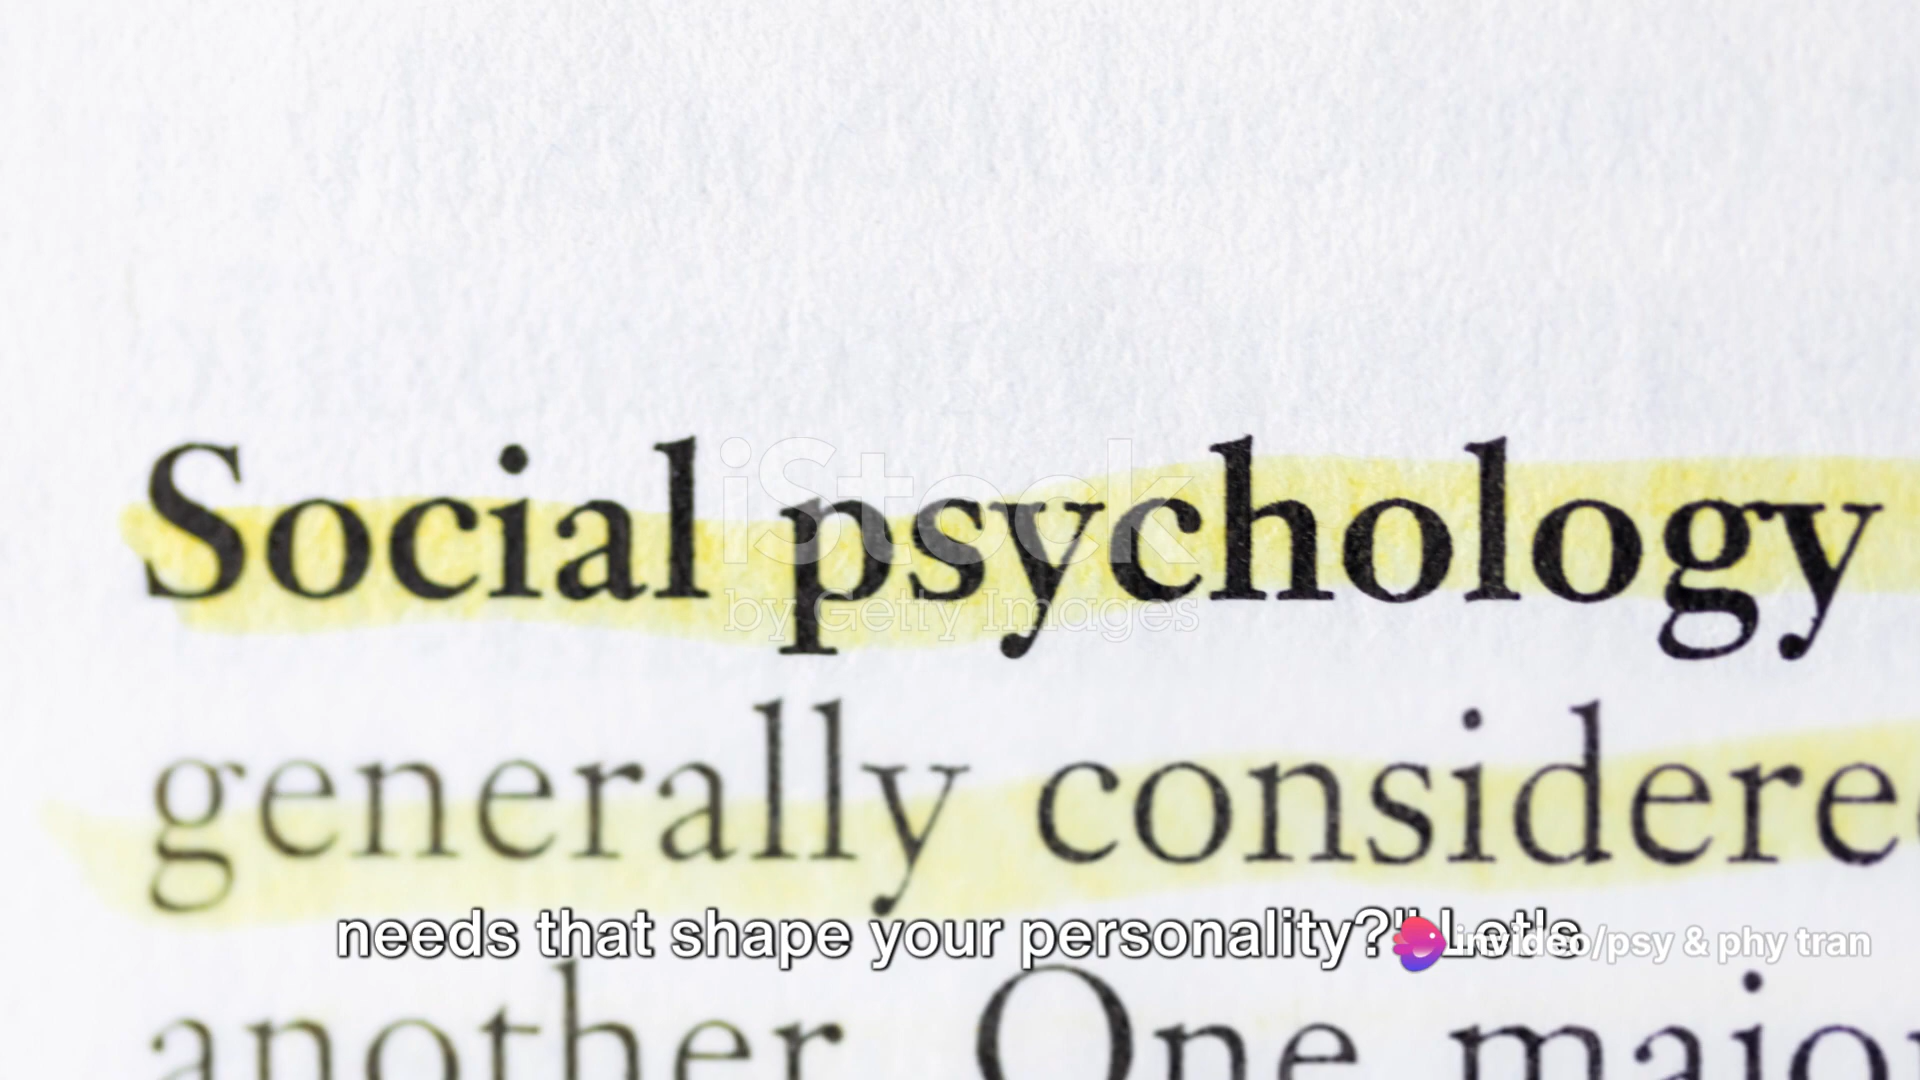 iStock
Social psychology
by Getty Images
generally considere
needs that shape your personality?" Let's
invideo/psy & phy tran
another. One major